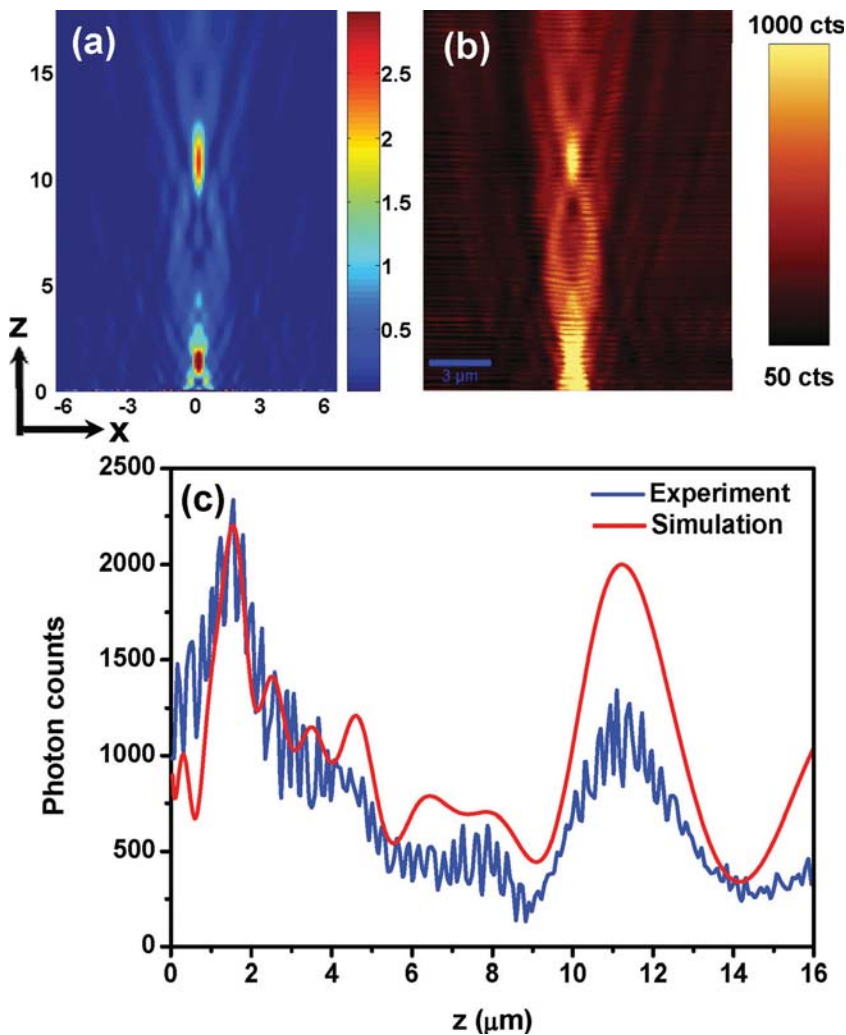 (a)
15
10
5
0
-6 -3 0 3 6
z
x
2.5
2
1.5
1
0.5
(b)
3 μm
1000 cts
50 cts
(c)
Experiment
Simulation
Photon counts
2500
2000
1500
1000
500
0
0 2 4 6 8 10 12 14 16
z (μm)